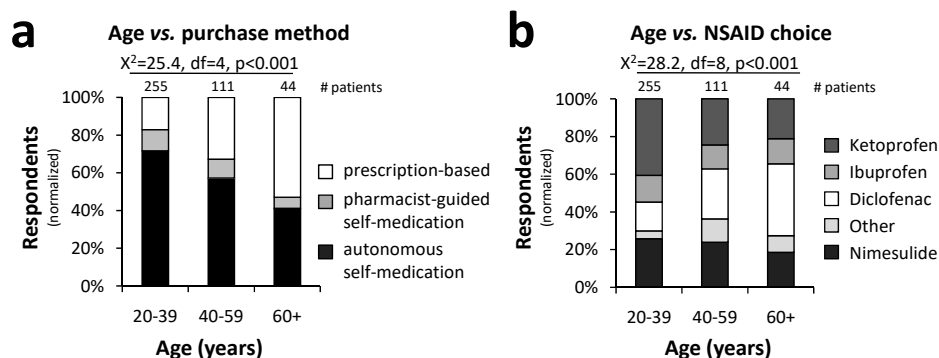 a
Age vs. purchase method
X²=25.4, df=4, p<0.001
255 111 44 # patients
100%
80%
60%
40%
20%
0%
Respondents
(normalized)
prescription-based
pharmacist-guided
self-medication
autonomous
self-medication
20-39 40-59 60+
Age (years)
b
Age vs. NSAID choice
X²=28.2, df=8, p<0.001
255 111 44 # patients
100%
80%
60%
40%
20%
0%
Respondents
(normalized)
Ketoprofen
Ibuprofen
Diclofenac
Other
Nimesulide
20-39 40-59 60+
Age (years)